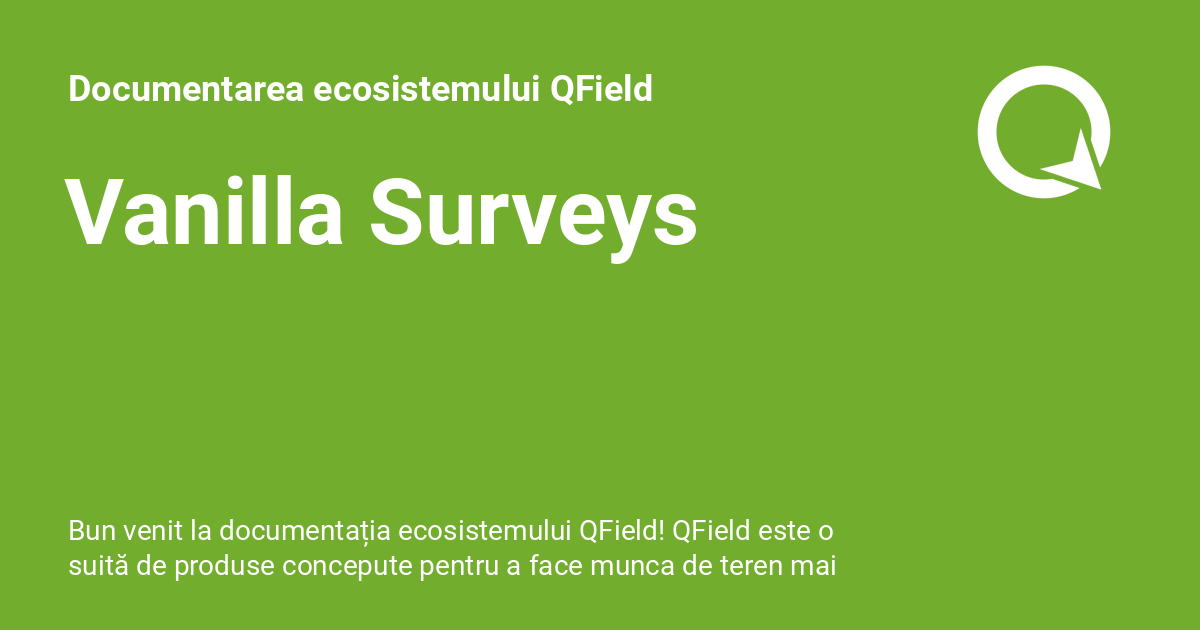 Documentarea ecosistemului QField
Vanilla Surveys
Bun venit la documentația ecosistemului QField! QField este o
suită de produse concepute pentru a face munca de teren mai